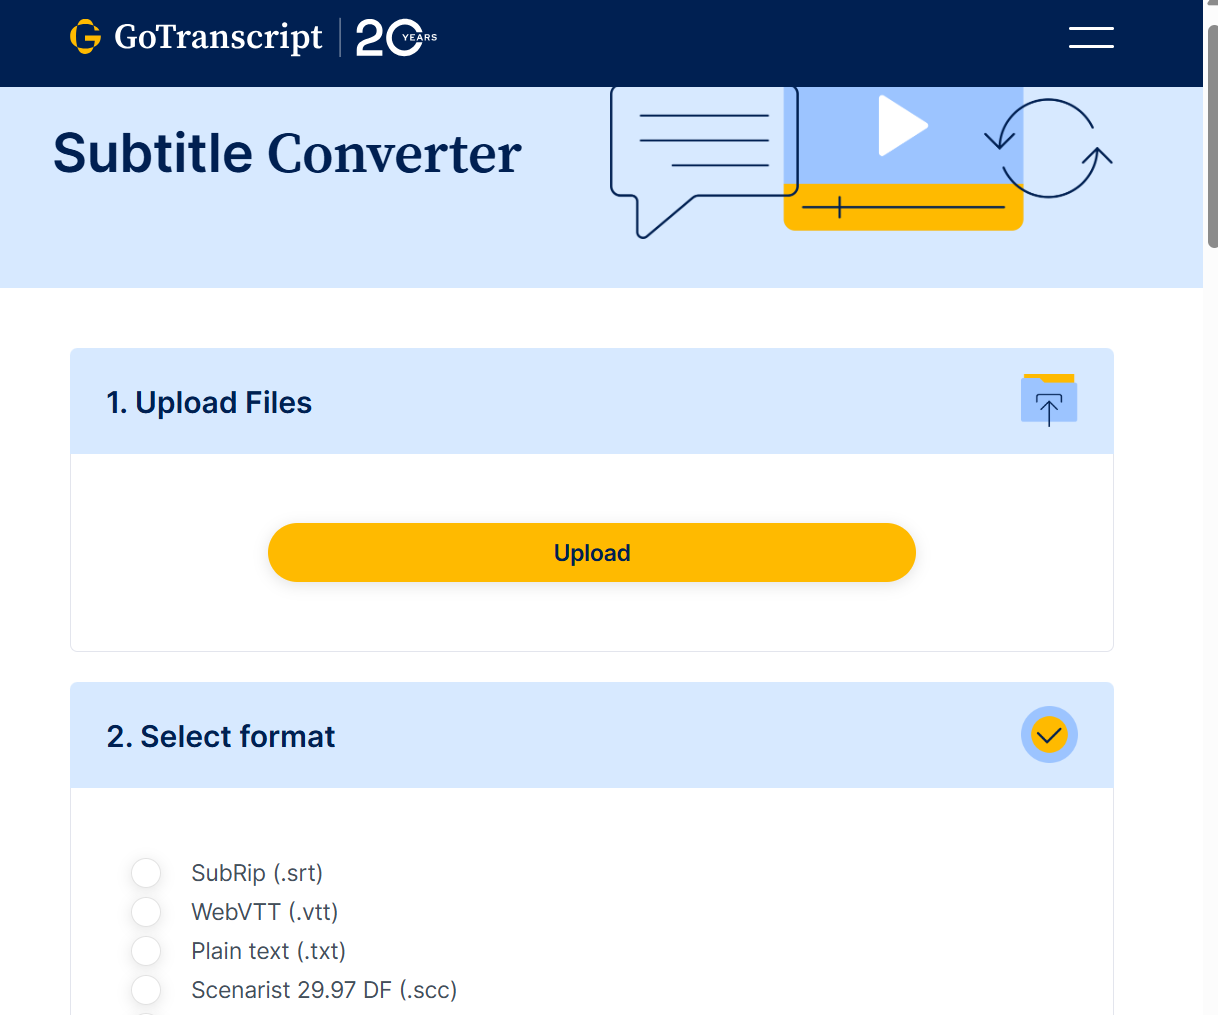 GoTranscript
20 YEARS
Subtitle Converter
1. Upload Files
Upload
2. Select format
SubRip (.srt)
WebVTT (.vtt)
Plain text (.txt)
Scenarist 29.97 DF (.scc)